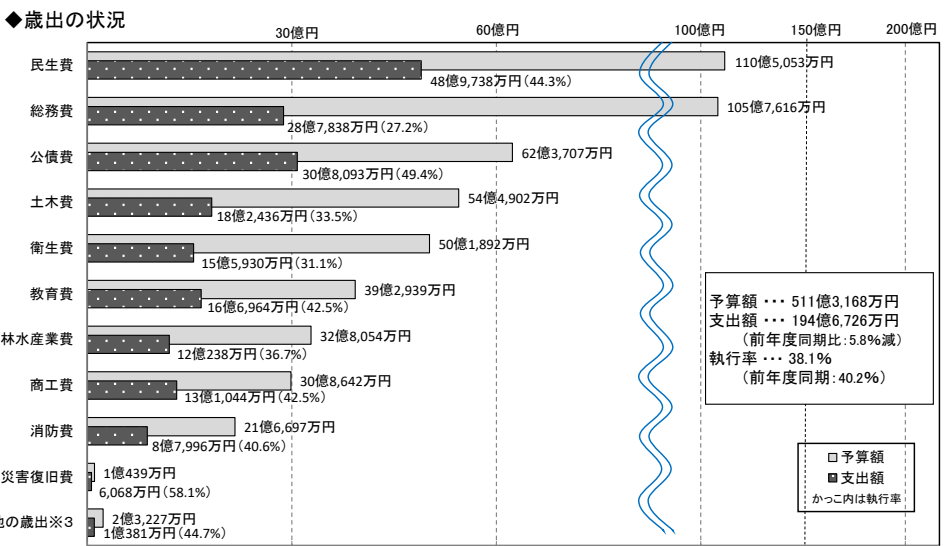 ◆歳出の状況
30億円 60億円 100億円 150億円 200億円
民生費 110億5,053万円
48億9,738万円(44.3%)
総務費 105億7,616万円
28億7,838万円(27.2%)
公債費 62億3,707万円
30億8,093万円(49.4%)
土木費 54億4,902万円
18億2,436万円(33.5%)
衛生費 50億1,892万円
15億5,930万円(31.1%)
教育費 39億2,939万円
16億6,964万円(42.5%)
林水産業費 32億8,054万円
12億238万円(36.7%)
商工費 30億8,642万円
13億1,044万円(42.5%)
消防費 21億6,697万円
8億7,996万円(40.6%)
災害復旧費 1億439万円
6,068万円(58.1%)
の歳出※3 2億3,227万円
1億381万円(44.7%)
予算額・・・511億3,168万円
支出額・・・194億6,726万円
(前年度同期比:5.8%減)
執行率・・・38.1%
(前年度同期:40.2%)
予算額
支出額
かっこ内は執行率